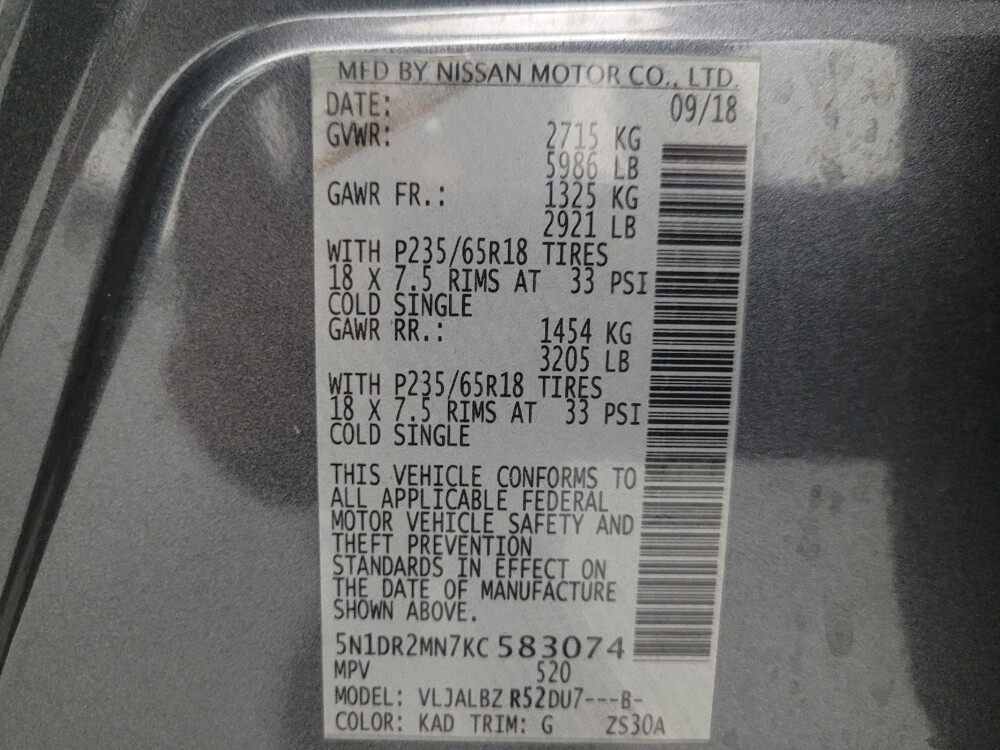 MFD BY NISSAN MOTOR CO., LTD.
DATE: 09/18
GVWR: 2715 KG
5986 LB
GAWR FR.: 1325 KG
2921 LB
WITH P235/65R18 TIRES
18 X 7.5 RIMS AT 33 PSI
COLD SINGLE
GAWR RR.: 1454 KG
3205 LB
WITH P235/65R18 TIRES
18 X 7.5 RIMS AT 33 PSI
COLD SINGLE
THIS VEHICLE CONFORMS TO
ALL APPLICABLE FEDERAL
MOTOR VEHICLE SAFETY AND
THEFT PREVENTION
STANDARDS IN EFFECT ON
THE DATE OF MANUFACTURE
SHOWN ABOVE.
5N1DR2MN7KC 583074
MPV 520
MODEL: VLJALBZ R52DU7---B-
COLOR: KAD TRIM: G ZS30A